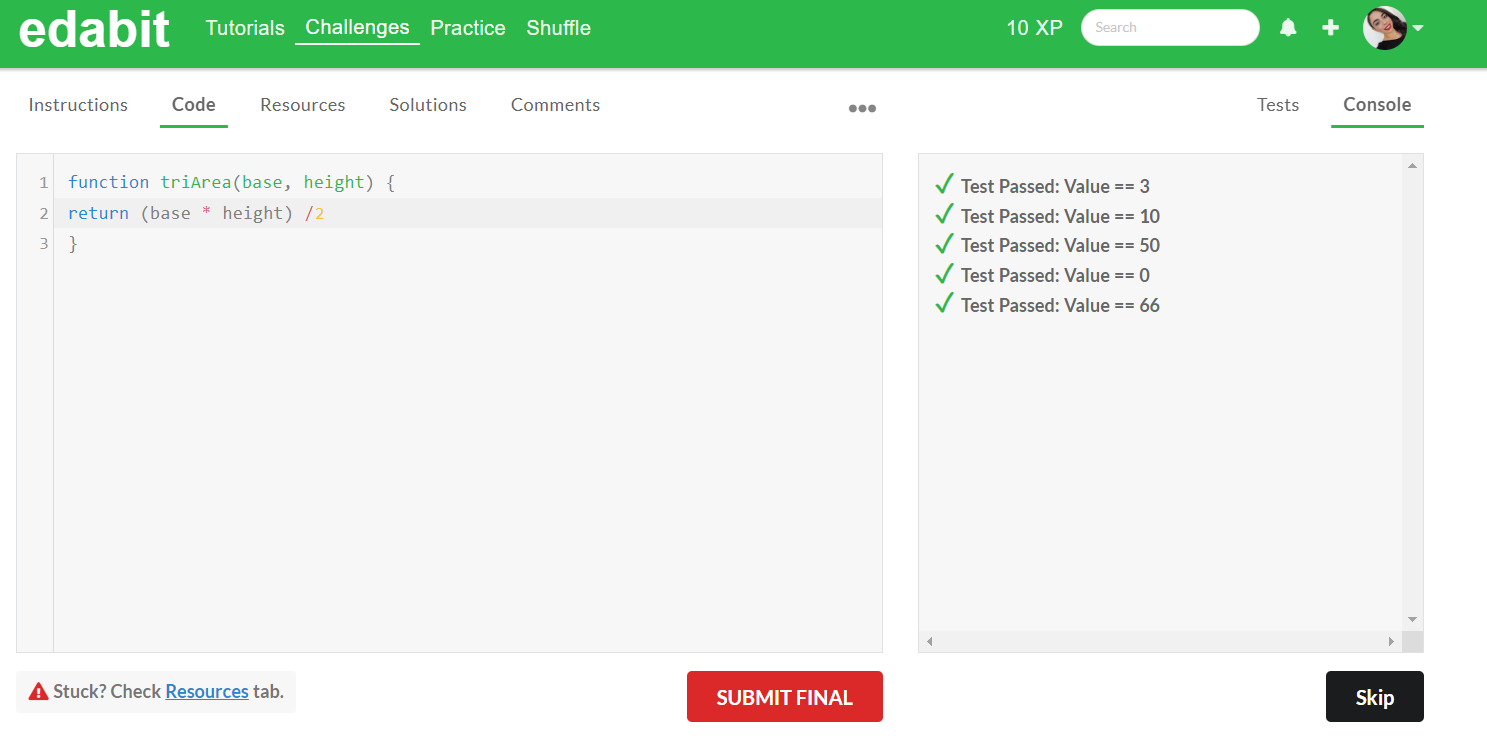 edabit Tutorials Challenges Practice Shuffle 10 XP Search
Instructions Code Resources Solutions Comments Tests Console
1 function triArea(base, height) {
2 return (base * height) /2
3 }
Test Passed: Value == 3
Test Passed: Value == 10
Test Passed: Value == 50
Test Passed: Value == 0
Test Passed: Value == 66
Stuck? Check Resources tab.
SUBMIT FINAL
Skip